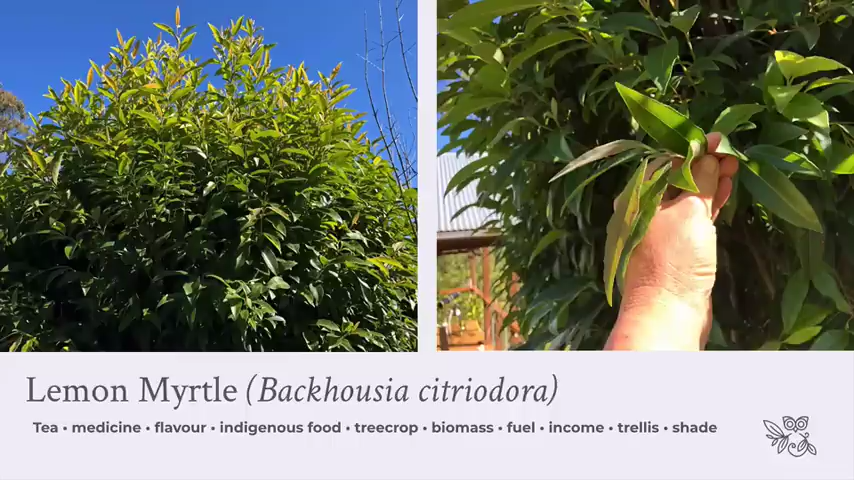 Lemon Myrtle (Backhousia citriodora)
Tea • medicine • flavour • indigenous food • treecrop • biomass • fuel • income • trellis • shade